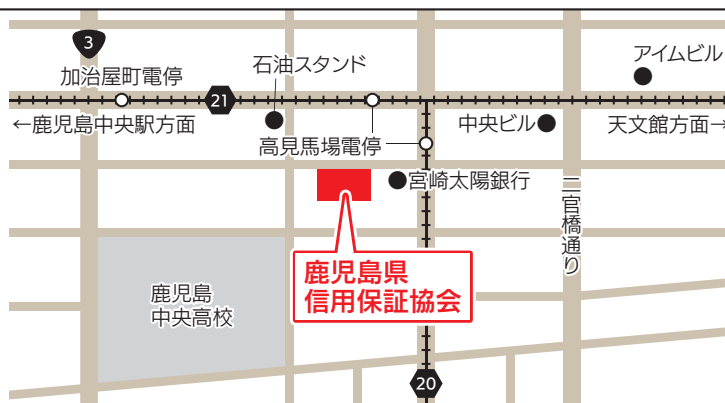 3
アイムビル
石油スタンド
加治屋町電停
21
←鹿児島中央駅方面
中央ビル
天文館方面→
高見馬場電停
宮崎太陽銀行
二官橋通り
鹿児島県
信用保証協会
鹿児島
中央高校
20